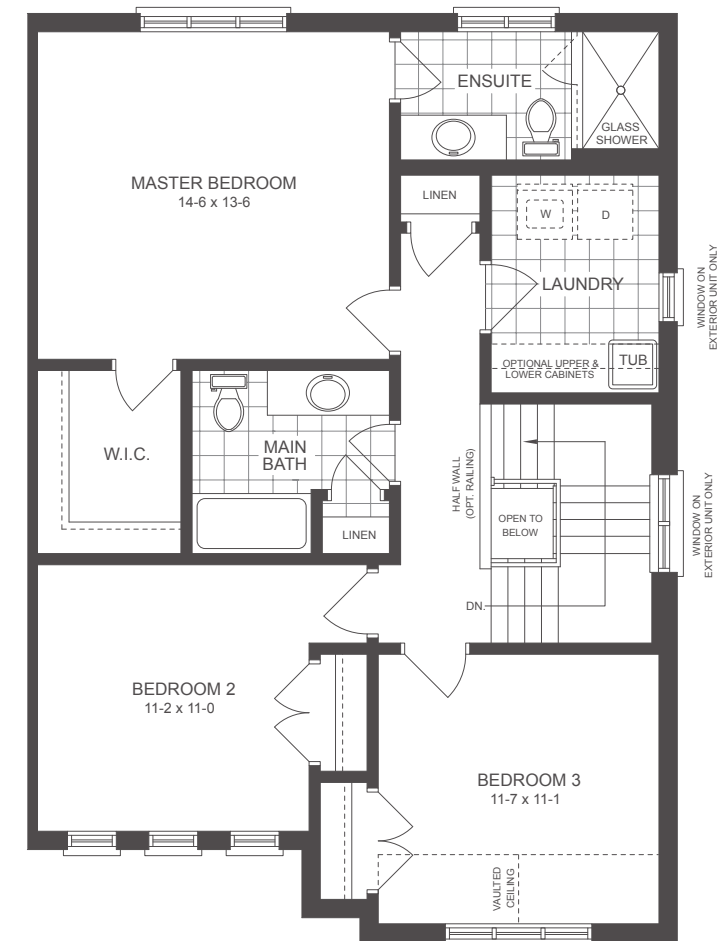 ENSUITE
GLASS
SHOWER
MASTER BEDROOM
14-6 x 13-6
LINEN
W
D
LAUNDRY
WINDOW ON
EXTERIOR UNIT ONLY
OPTIONAL UPPER &
LOWER CABINETS
TUB
W.I.C.
MAIN
BATH
LINEN
HALF WALL
(OPT. RAILING)
OPEN TO
BELOW
WINDOW ON
EXTERIOR UNIT ONLY
DN.
BEDROOM 2
11-2 x 11-0
BEDROOM 3
11-7 x 11-1
VAULTED
CEILING